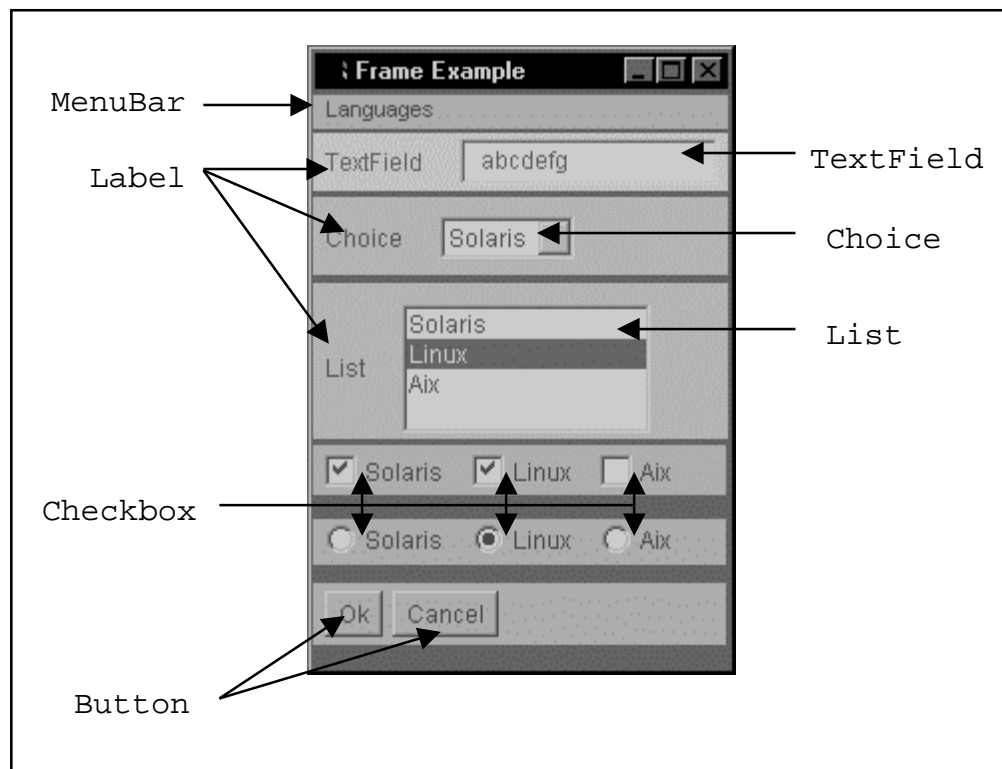 Frame Example
MenuBar
Languages
TextField
abcdefg
TextField
Label
Choice
Solaris
Choice
List
Solaris
Linux
Aix
List
Solaris
Linux
Aix
Checkbox
Solaris
Linux
Aix
Ok
Cancel
Button